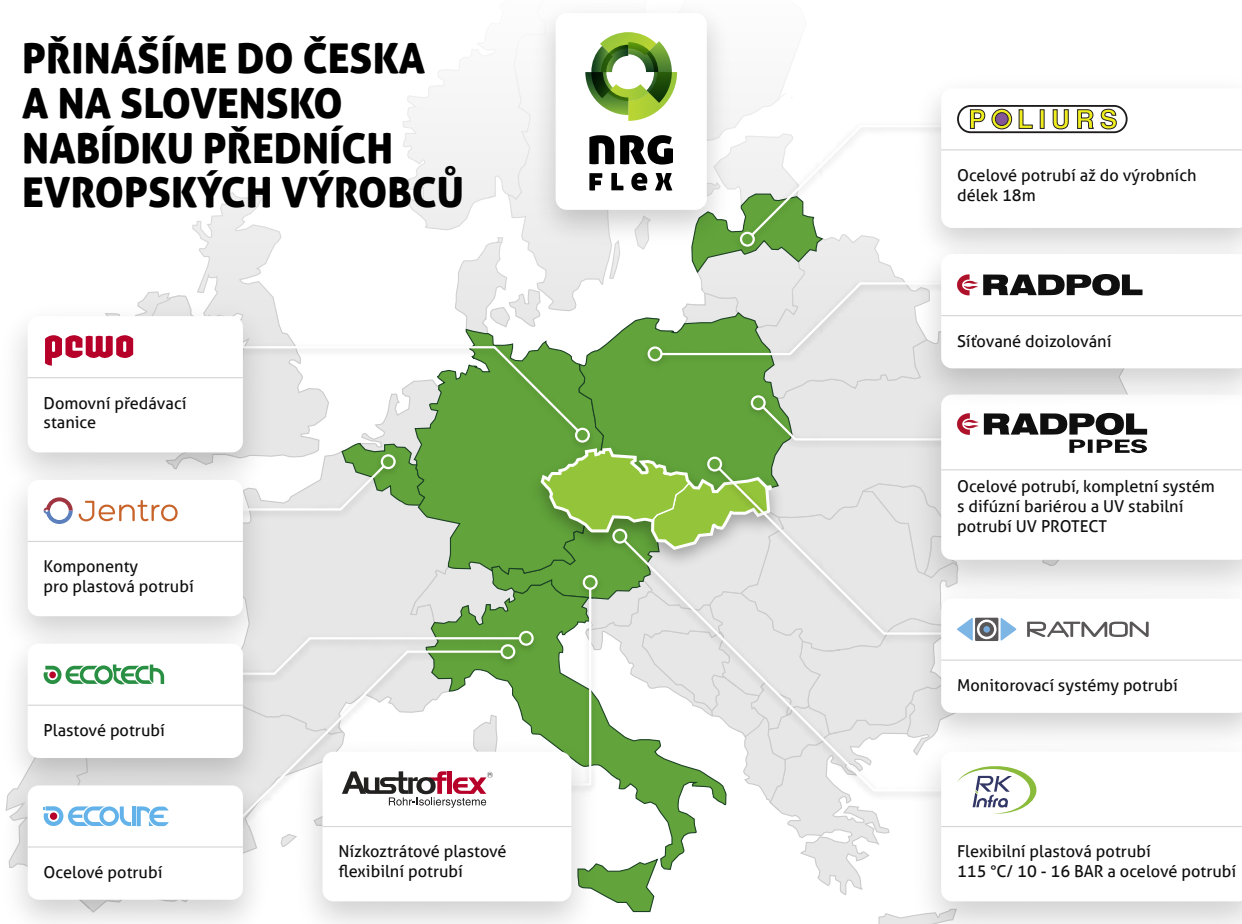 PŘINÁŠÍME DO ČESKA
A NA SLOVENSKO
NABÍDKU PŘEDNÍCH
EVROPSKÝCH VÝROBCŮ
NRG
FLeX
POLIURS
Ocelové potrubí až do výrobních
délek 18m
RADPOL
Síťované doizolování
RADPOL
PIPES
Ocelové potrubí, kompletní systém
s difúzní bariérou a UV stabilní
potrubí UV PROTECT
RATMON
Monitorovací systémy potrubí
RK
Infra
Flexibilní plastová potrubí
115 °C/ 10 - 16 BAR a ocelové potrubí
pewo
Domovní předávací
stanice
Jentro
Komponenty
pro plastová potrubí
ecotech
Plastové potrubí
ecoline
Ocelové potrubí
Austroflex®
Rohr-Isoliersysteme
Nízkoztrátové plastové
flexibilní potrubí